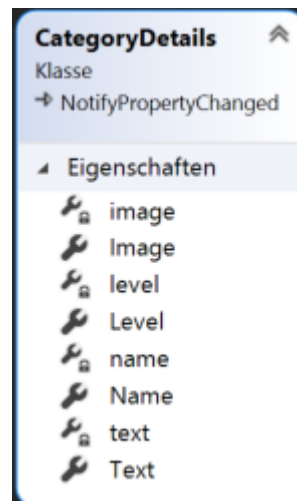 CategoryDetails
Klasse
NotifyPropertyChanged
Eigenschaften
image
Image
level
Level
name
Name
text
Text